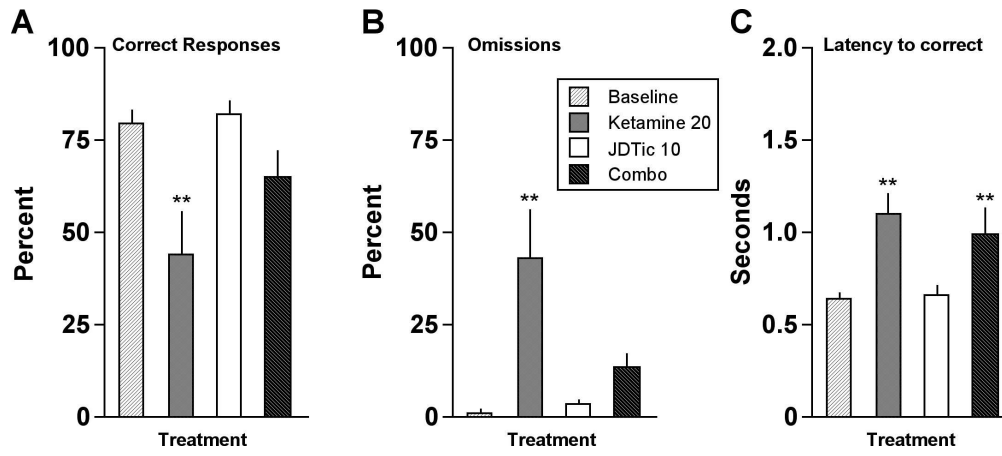 A
Correct Responses
100
75
50
25
0
Percent
**
Treatment
B
Omissions
100
75
50
25
0
Percent
**
Treatment
Baseline
Ketamine 20
JDTic 10
Combo
C
Latency to correct
2.0
1.5
1.0
0.5
0
Seconds
**
**
Treatment